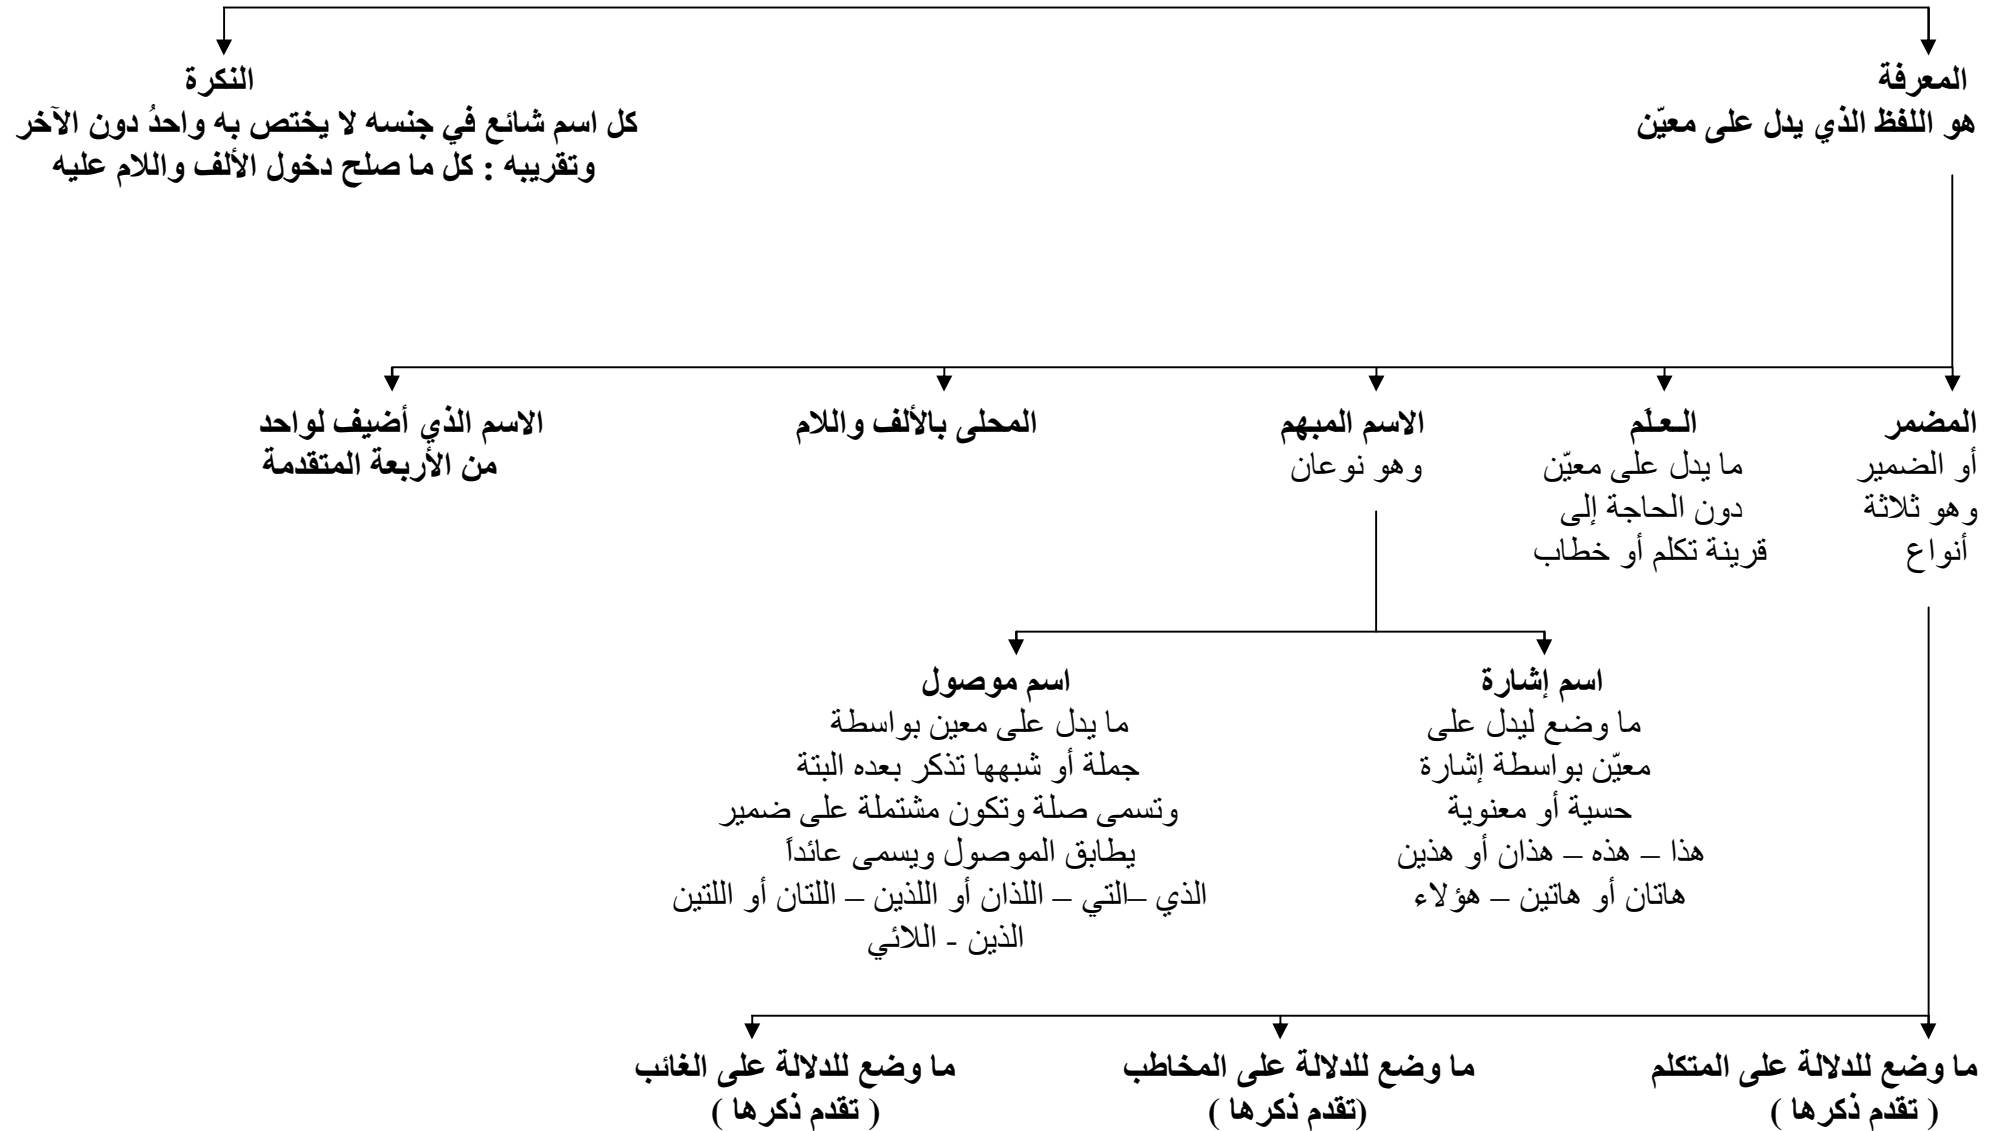 المعرفة
هو اللفظ الذي يدل على معيّن
النكرة
كل اسم شائع في جنسه لا يختص به واحدُ دون الآخر
وتقريبه : كل ما صلح دخول الألف واللام عليه
المضمر
أو الضمير
وهو ثلاثة
أنواع
الـعـلَم
ما يدل على معيّن
دون الحاجة إلى
قرينة تكلم أو خطاب
الاسم المبهم
وهو نوعان
المحلى بالألف واللام
الاسم الذي أضيف لواحد
من الأربعة المتقدمة
اسم إشارة
ما وضع ليدل على
معيّن بواسطة إشارة
حسية أو معنوية
هذا – هذه – هذان أو هذين
هاتان أو هاتين – هؤلاء
اسم موصول
ما يدل على معين بواسطة
جملة أو شبهها تذكر بعده البتة
وتسمى صلة وتكون مشتملة على ضمير
يطابق الموصول ويسمى عائداً
الذي –التي – اللذان أو اللذين – اللتان أو اللتين
الذين - اللائي
ما وضع للدلالة على المتكلم
( تقدم ذكرها )
ما وضع للدلالة على المخاطب
(تقدم ذكرها )
ما وضع للدلالة على الغائب
( تقدم ذكرها )